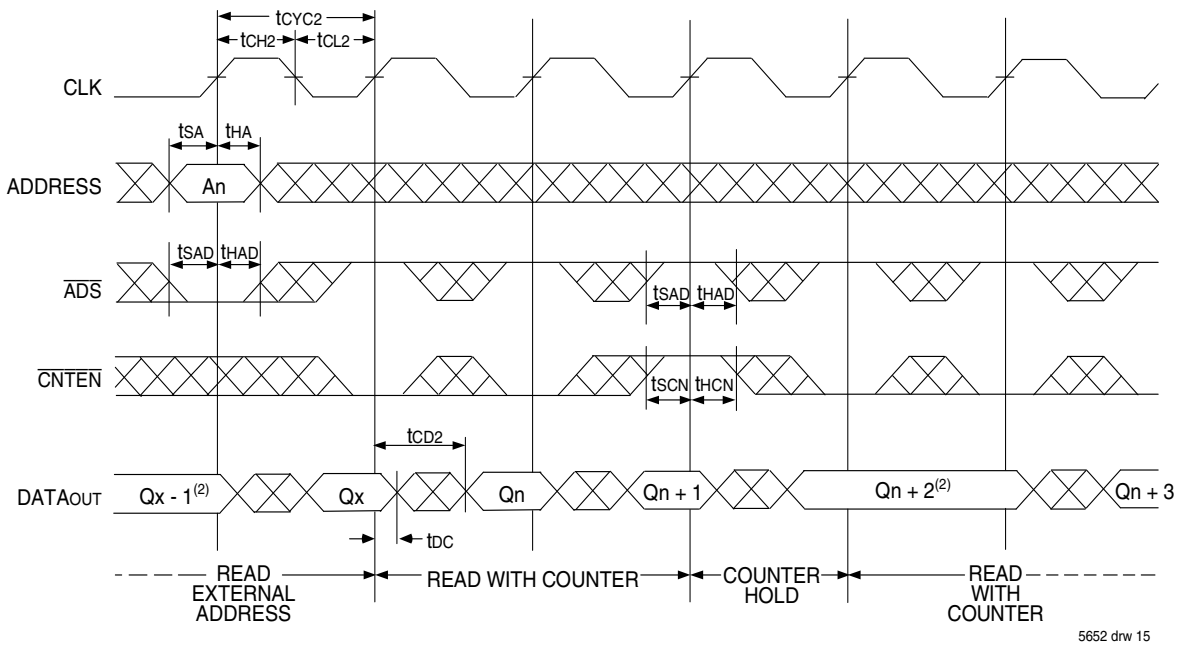 tCYC2
tCH2 tCL2
CLK
tSA tHA
ADDRESS An
tSAD tHAD
ADS
tSAD tHAD
CNTEN
tSCN tHCN
tCD2
DATAOUT Qx - 1(2) Qx Qn Qn + 1 Qn + 2(2) Qn + 3
tDC
READ EXTERNAL ADDRESS
READ WITH COUNTER
COUNTER HOLD
READ WITH COUNTER
5652 drw 15